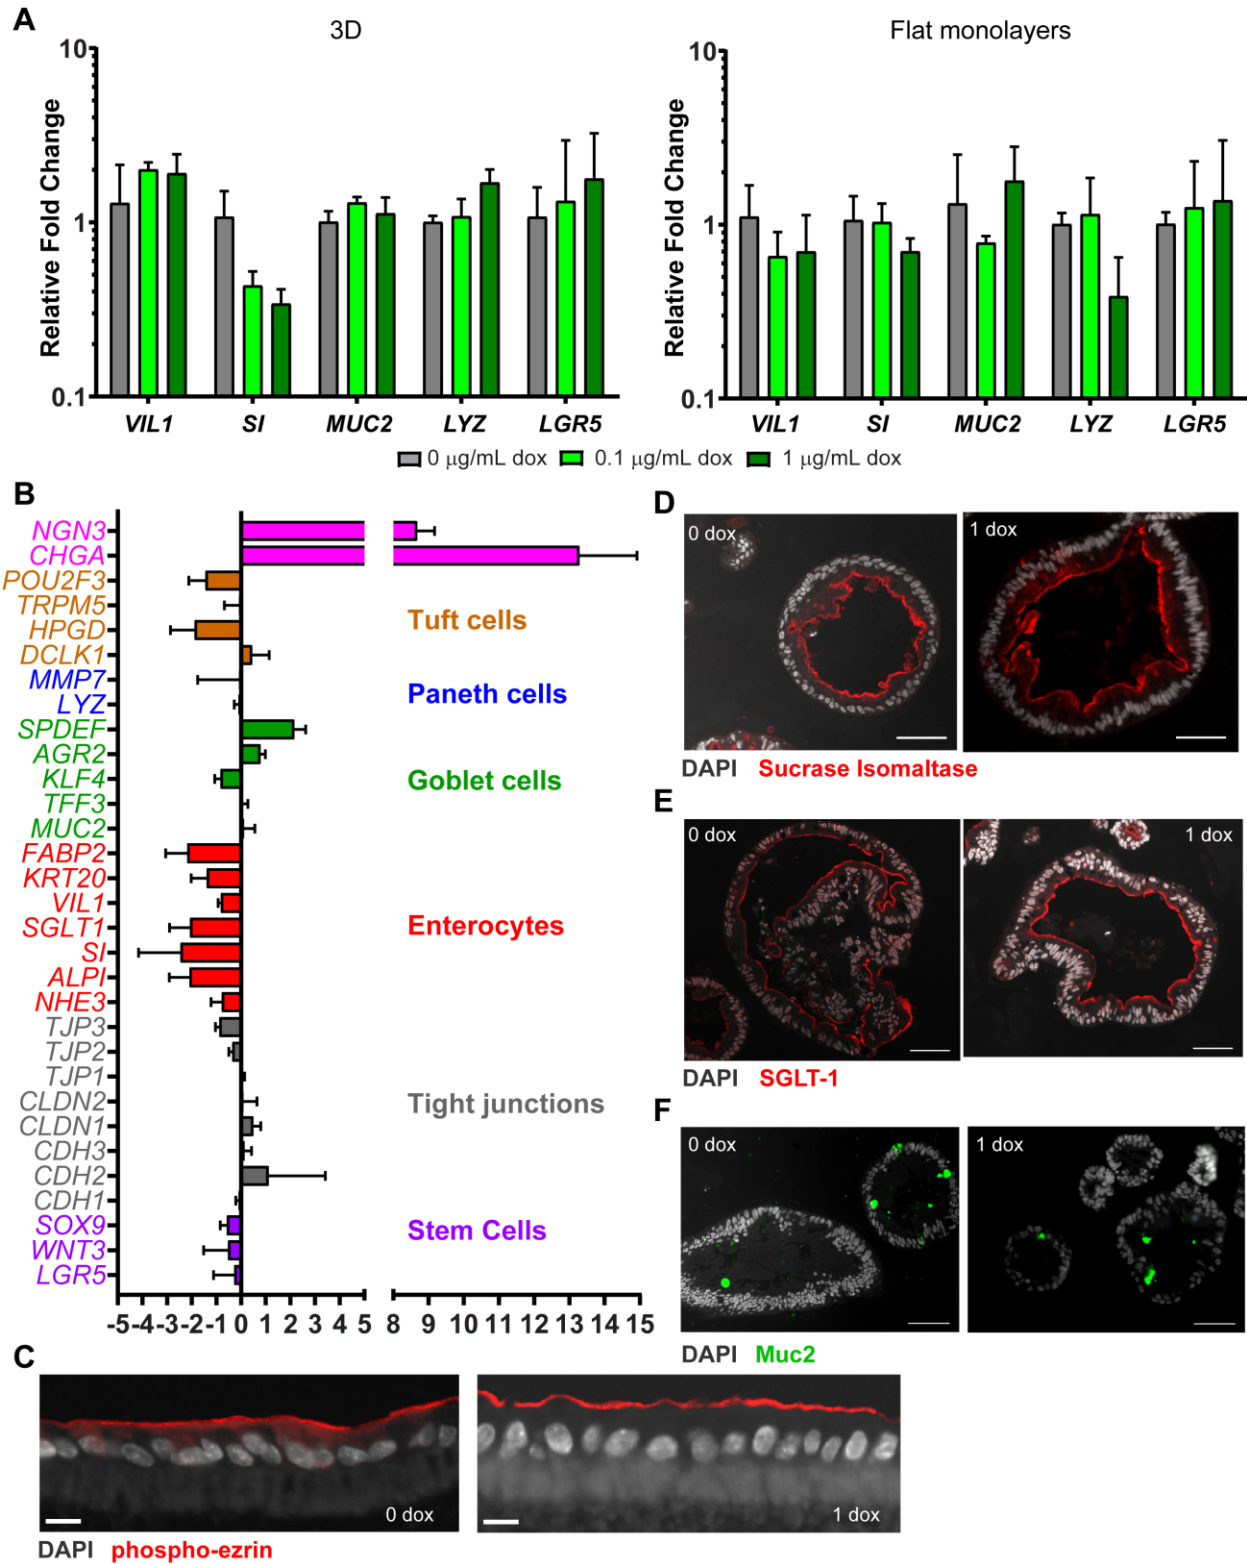 A
3D
Flat monolayers
10
1
0.1
Relative Fold Change
VIL1 SI MUC2 LYZ LGR5
10
1
0.1
Relative Fold Change
VIL1 SI MUC2 LYZ LGR5
0 μg/mL dox 0.1 μg/mL dox 1 μg/mL dox
B
NGN3
CHGA
POU2F3
TRPM5
HPGD
DCLK1
MMP7
LYZ
SPDEF
AGR2
KLF4
TFF3
MUC2
FABP2
KRT20
VIL1
SGLT1
SI
ALPI
NHE3
TJP3
TJP2
TJP1
CLDN2
CLDN1
CDH3
CDH2
CDH1
SOX9
WNT3
LGR5
Tuft cells
Paneth cells
Goblet cells
Enterocytes
Tight junctions
Stem Cells
-5 -4 -3 -2 -1 0 1 2 3 4 5 8 9 10 11 12 13 14 15
C
0 dox
1 dox
DAPI phospho-ezrin
D
0 dox
1 dox
DAPI Sucrase Isomaltase
E
0 dox
1 dox
DAPI SGLT-1
F
0 dox
1 dox
DAPI Muc2